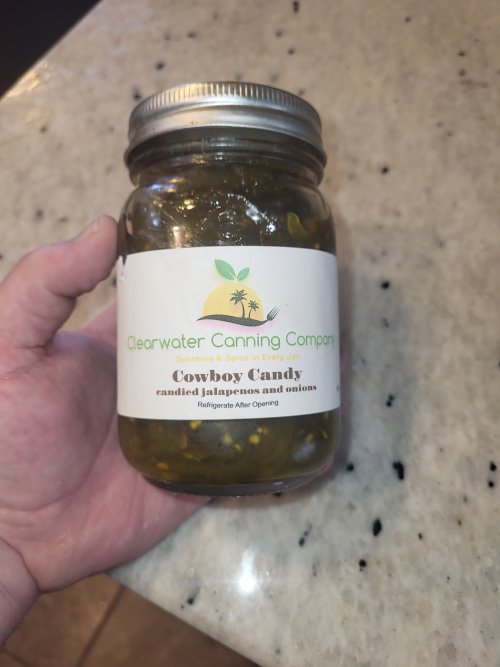 Clearwater Canning Company
Sunshine & Spice in Every Jar
Cowboy Candy
candied jalapenos and onions
Refrigerate After Opening